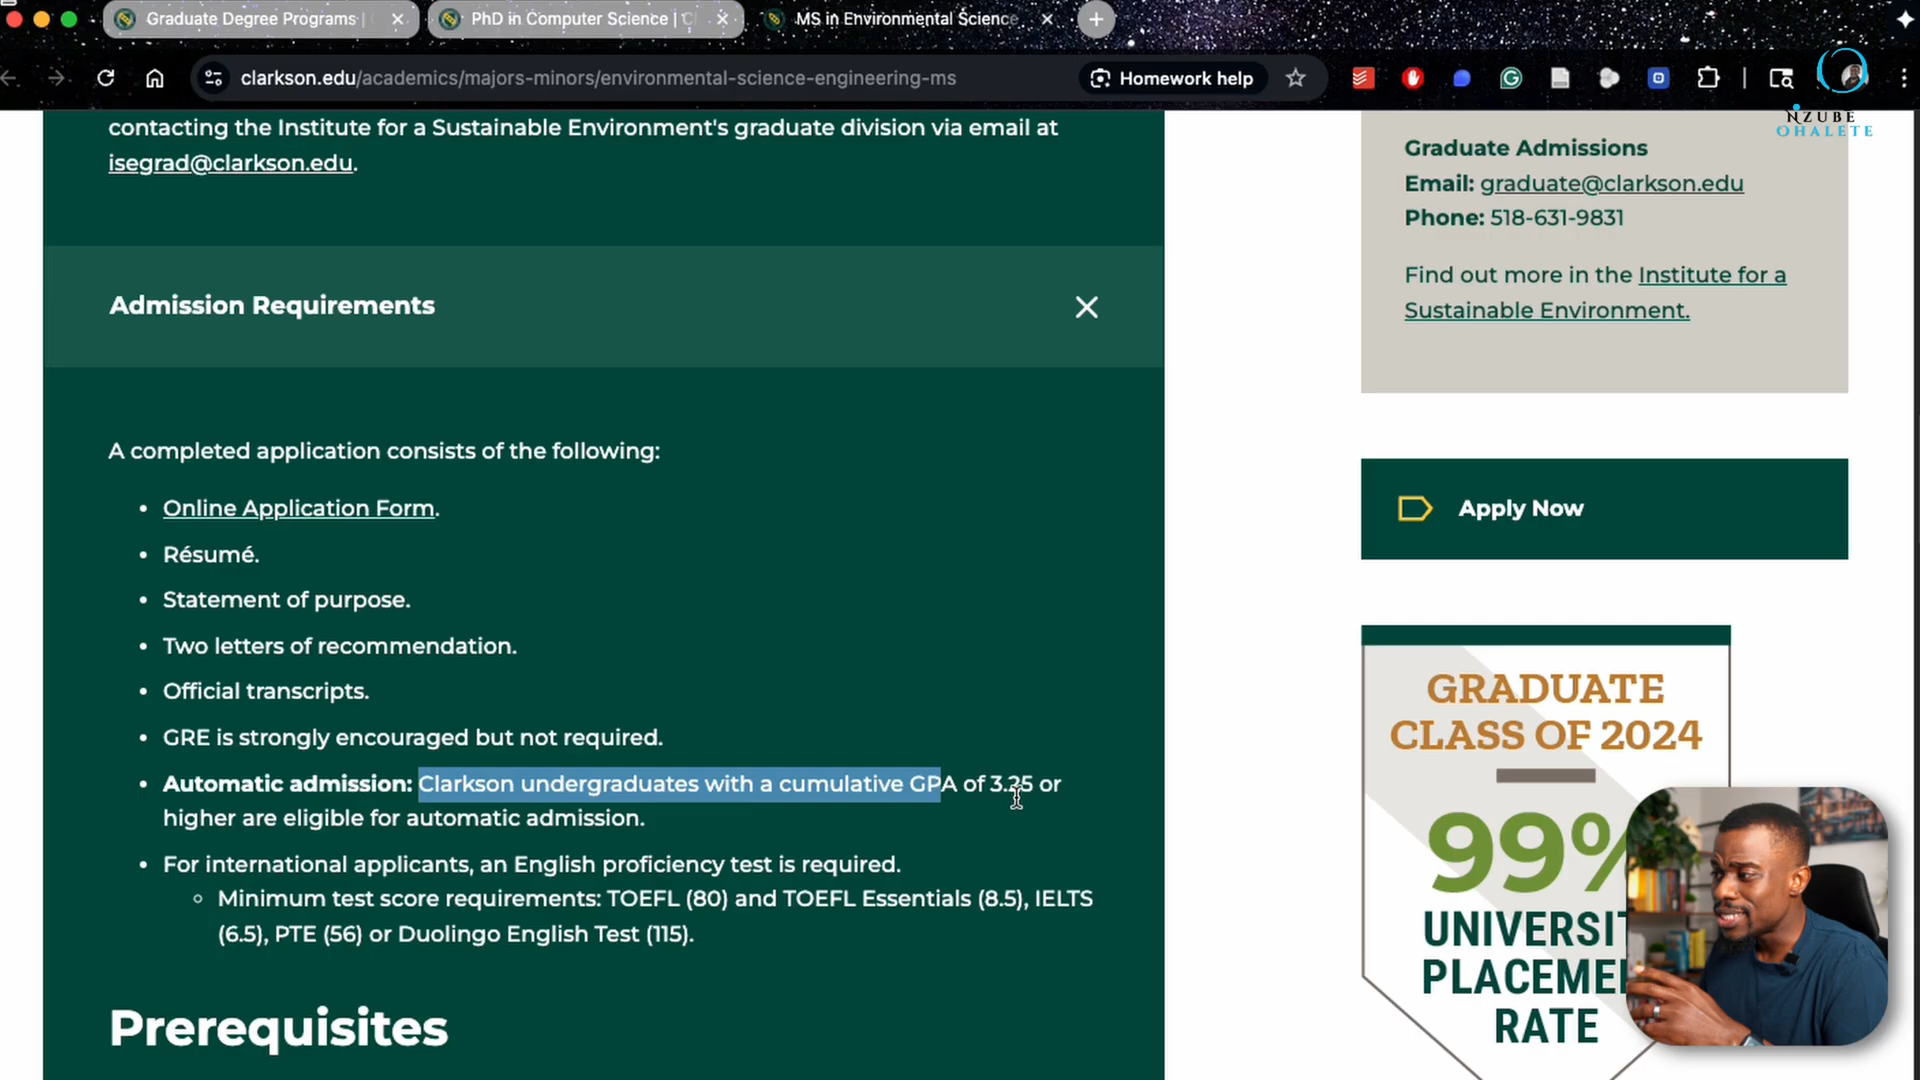 Graduate Degree Programs |
PhD in Computer Science | Cl
MS in Environmental Science
clarkson.edu/academics/majors-minors/environmental-science-engineering-ms
Homework help
NZUBE
OHALETE
contacting the Institute for a Sustainable Environment's graduate division via email at
isegrad@clarkson.edu.
Admission Requirements
A completed application consists of the following:
• Online Application Form.
• Résumé.
• Statement of purpose.
• Two letters of recommendation.
• Official transcripts.
• GRE is strongly encouraged but not required.
• Automatic admission: Clarkson undergraduates with a cumulative GPA of 3.25 or
higher are eligible for automatic admission.
• For international applicants, an English proficiency test is required.
◦ Minimum test score requirements: TOEFL (80) and TOEFL Essentials (8.5), IELTS
(6.5), PTE (56) or Duolingo English Test (115).
Prerequisites
Graduate Admissions
Email: graduate@clarkson.edu
Phone: 518-631-9831
Find out more in the Institute for a
Sustainable Environment.
Apply Now
GRADUATE
CLASS OF 2024
99%
UNIVERSIT
PLACEME
RATE